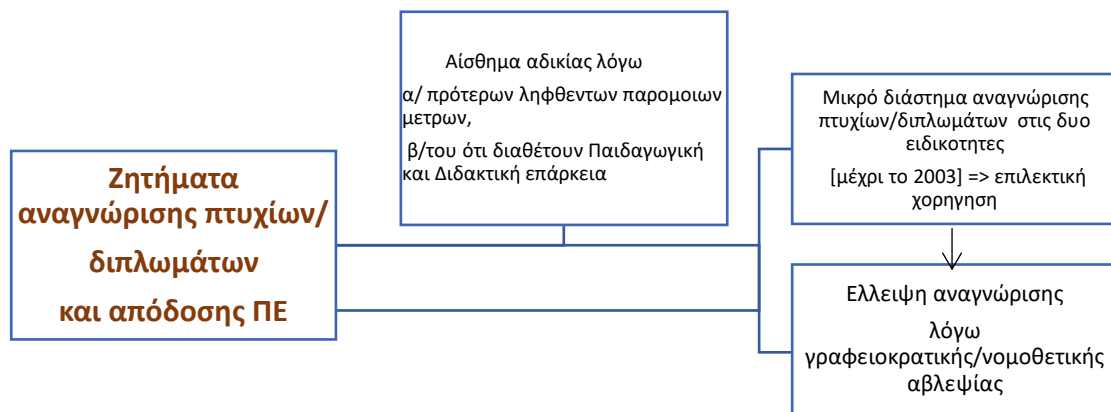 Ζητήματα
αναγνώρισης πτυχίων/
διπλωμάτων
και απόδοσης ΠΕ
Αίσθημα αδικίας λόγω
α/ πρότερων ληφθεντων παρομοιων
μετρων,
β/του ότι διαθέτουν Παιδαγωγική
και Διδακτική επάρκεια
Μικρό διάστημα αναγνώρισης
πτυχίων/διπλωμάτων στις δυο
ειδικοτητες
[μέχρι το 2003] => επιλεκτική
χορηγηση
Ελλειψη αναγνώρισης
λόγω
γραφειοκρατικής/νομοθετικής
αβλεψίας